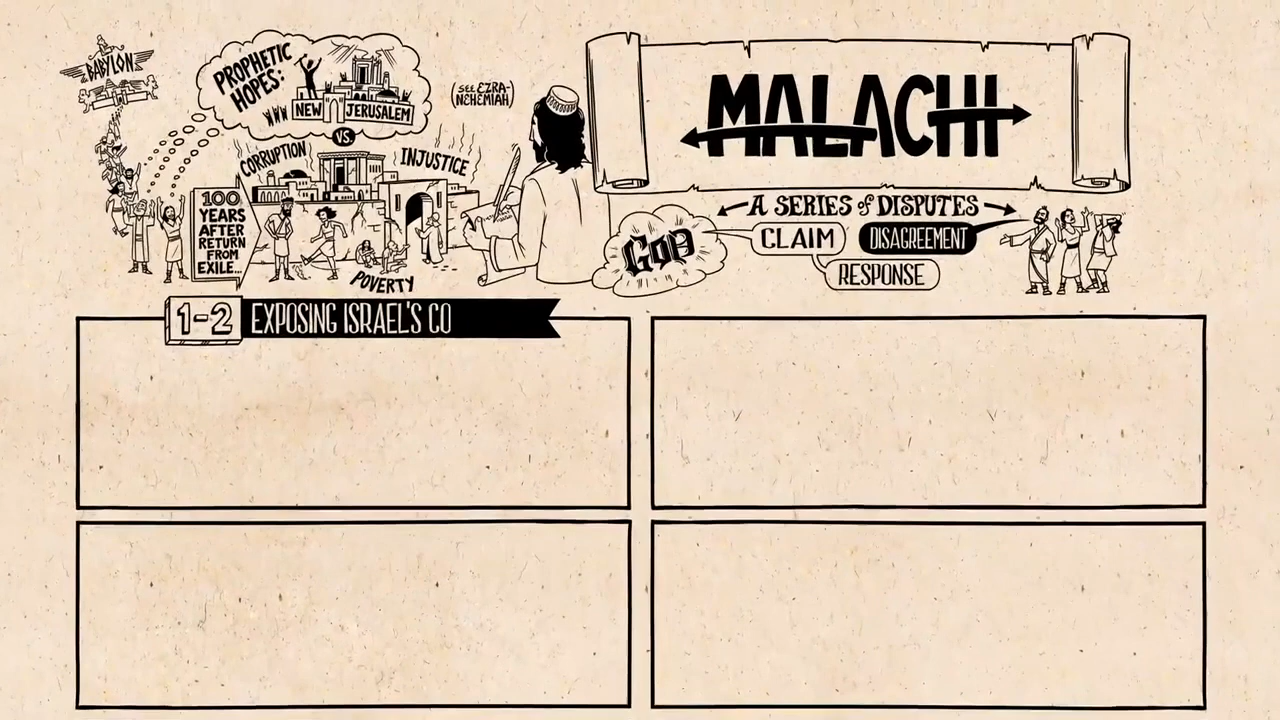 BABYLON
PROPHETIC
HOPES:
NEW JERUSALEM
VS
CORRUPTION
INJUSTICE
100
YEARS
AFTER
RETURN
FROM
EXILE...
POVERTY
(SEE EZRA-
NEHEMIAH)
MALACHI
A SERIES of DISPUTES
GOD
CLAIM
DISAGREEMENT
RESPONSE
1-2 EXPOSING ISRAEL'S CO